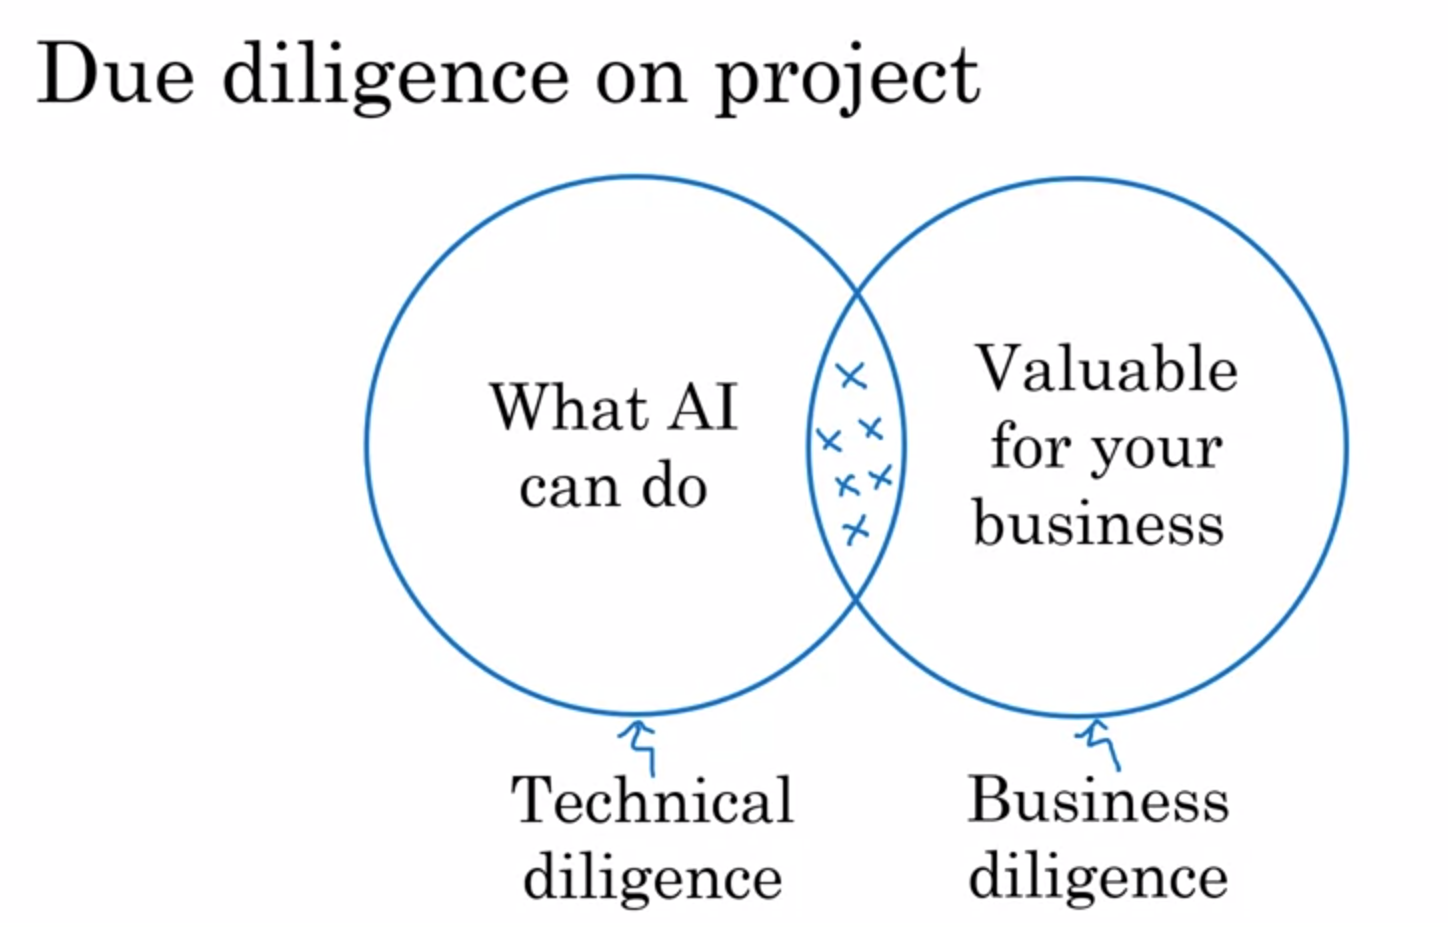 Due diligence on project
What AI
can do
Valuable
for your
business
Technical
diligence
Business
diligence